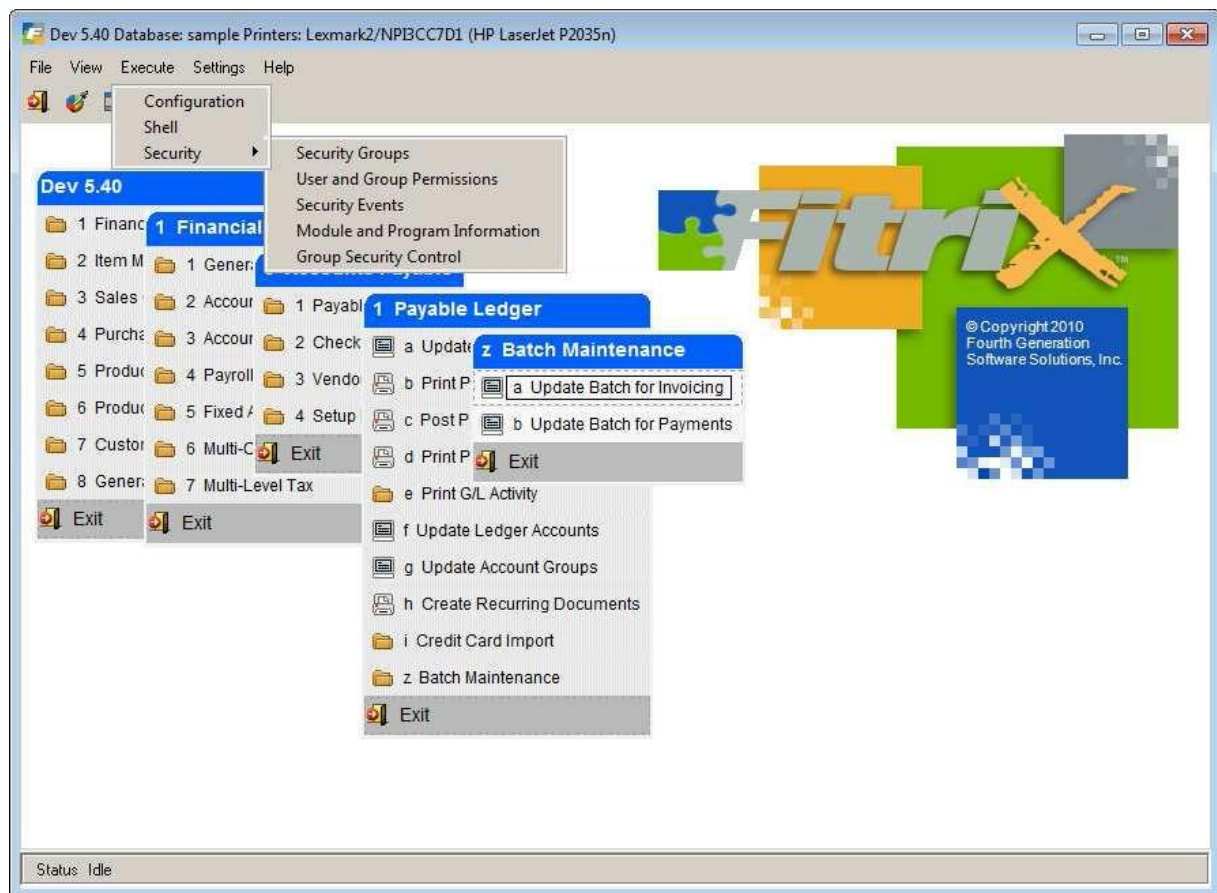 Dev 5.40 Database: sample Printers: Lexmark2/NPI3CC7D1 (HP LaserJet P2035n)
File View Execute Settings Help
Configuration
Shell
Security
Security Groups
User and Group Permissions
Security Events
Module and Program Information
Group Security Control
Dev 5.40
1 Financ
2 Item M
3 Sales
4 Purcha
5 Produc
6 Produc
7 Custor
8 Genera
Exit
1 Financial
1 Genera
2 Accour
3 Accour
4 Payroll
5 Fixed A
6 Multi-C
7 Multi-Level Tax
Exit
1 Payabl
2 Check
3 Vendo
4 Setup
Exit
1 Payable Ledger
a Update
b Print P
c Post P
d Print P
e Print G/L Activity
f Update Ledger Accounts
g Update Account Groups
h Create Recurring Documents
i Credit Card Import
z Batch Maintenance
Exit
z Batch Maintenance
a Update Batch for Invoicing
b Update Batch for Payments
Exit
FitriX
TM
© Copyright 2010
Fourth Generation
Software Solutions, Inc.
Status Idle